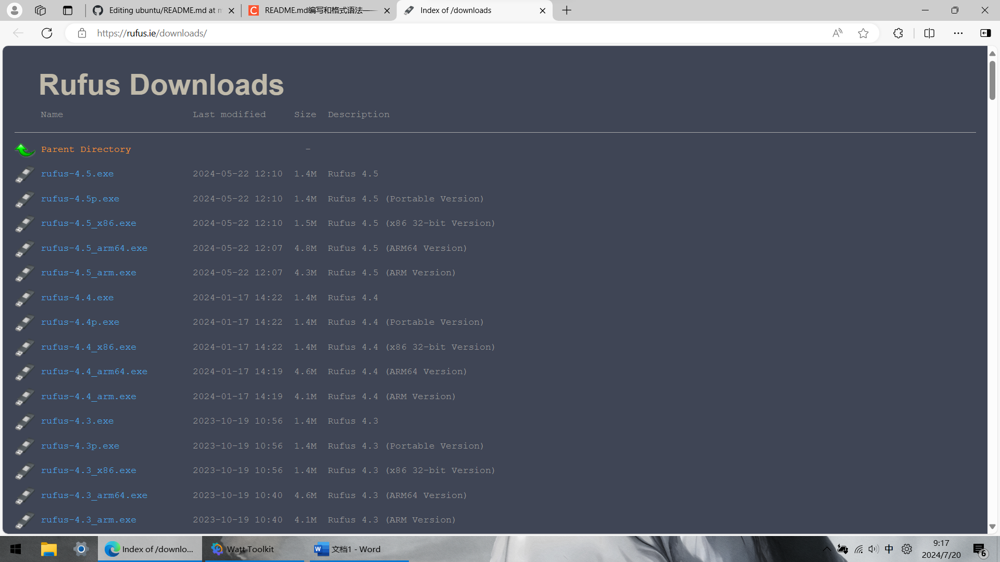 Editing ubuntu/README.md at m
README.md编写和格式语法——
Index of /downloads
https://rufus.ie/downloads/
Rufus Downloads
Name Last modified Size Description
Parent Directory -
rufus-4.5.exe 2024-05-22 12:10 1.4M Rufus 4.5
rufus-4.5p.exe 2024-05-22 12:10 1.4M Rufus 4.5 (Portable Version)
rufus-4.5_x86.exe 2024-05-22 12:10 1.5M Rufus 4.5 (x86 32-bit Version)
rufus-4.5_arm64.exe 2024-05-22 12:07 4.8M Rufus 4.5 (ARM64 Version)
rufus-4.5_arm.exe 2024-05-22 12:07 4.3M Rufus 4.5 (ARM Version)
rufus-4.4.exe 2024-01-17 14:22 1.4M Rufus 4.4
rufus-4.4p.exe 2024-01-17 14:22 1.4M Rufus 4.4 (Portable Version)
rufus-4.4_x86.exe 2024-01-17 14:22 1.4M Rufus 4.4 (x86 32-bit Version)
rufus-4.4_arm64.exe 2024-01-17 14:19 4.6M Rufus 4.4 (ARM64 Version)
rufus-4.4_arm.exe 2024-01-17 14:19 4.1M Rufus 4.4 (ARM Version)
rufus-4.3.exe 2023-10-19 10:56 1.4M Rufus 4.3
rufus-4.3p.exe 2023-10-19 10:56 1.4M Rufus 4.3 (Portable Version)
rufus-4.3_x86.exe 2023-10-19 10:56 1.4M Rufus 4.3 (x86 32-bit Version)
rufus-4.3_arm64.exe 2023-10-19 10:40 4.6M Rufus 4.3 (ARM64 Version)
rufus-4.3_arm.exe 2023-10-19 10:40 4.1M Rufus 4.3 (ARM Version)
Index of /downlo...
Watt Toolkit
文档1 - Word
中
9:17
2024/7/20
6